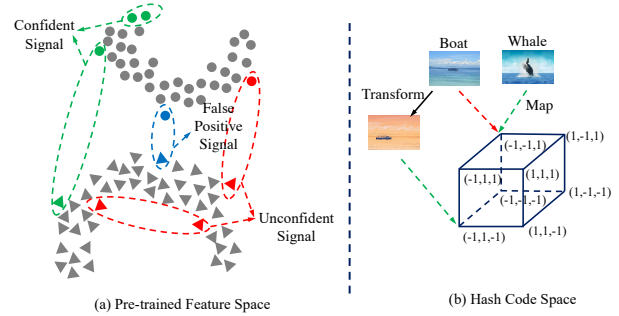 Confident
Signal
False
Positive
Signal
Unconfident
Signal
(a) Pre-trained Feature Space
Boat
Whale
Transform
Map
(-1,-1,1)
(1,-1,1)
(-1,1,1)
(1,1,1)
(-1,-1,-1)
(1,-1,-1)
(-1,1,-1)
(1,1,-1)
(b) Hash Code Space